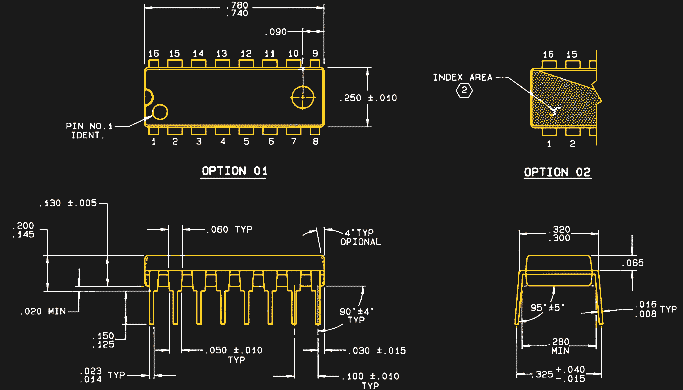 .780
.740
.090
16 15 14 13 12 11 10 9
16 15
INDEX AREA
2
.250 ±.010
PIN NO.1
IDENT.
1 2 3 4 5 6 7 8
1 2
OPTION 01
OPTION 02
.130 ±.005
.200
.145
.060 TYP
4° TYP
OPTIONAL
.320
.300
.065
.020 MIN
90°±4°
TYP
95°±5°
.016
.008 TYP
.150
.125
.050 ±.010
TYP
.030 ±.015
.280
MIN
.023
.014 TYP
.100 ±.010
TYP
.325 +.040
-.015